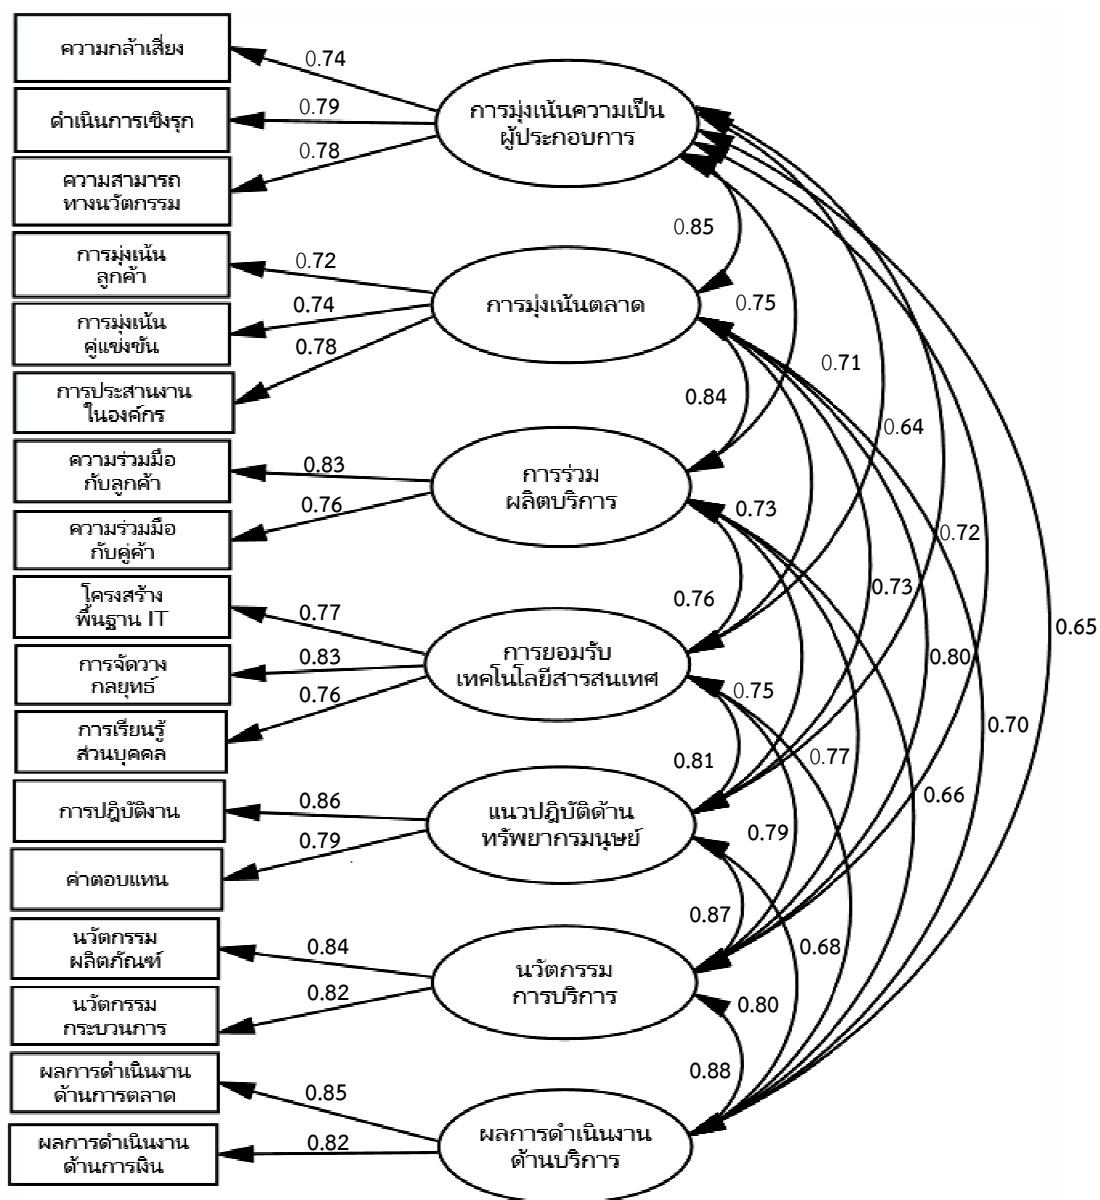 ความกล้าเสี่ยง
ดำเนินการเชิงรุก
ความสามารถ
ทางนวัตกรรม
การมุ่งเน้น
ลูกค้า
การมุ่งเน้น
คู่แข่งขัน
การประสานงาน
ในองค์กร
ความร่วมมือ
กับลูกค้า
ความร่วมมือ
กับคู่ค้า
โครงสร้าง
พื้นฐาน IT
การจัดวาง
กลยุทธ์
การเรียนรู้
ส่วนบุคคล
การปฏิบัติงาน
ค่าตอบแทน
นวัตกรรม
ผลิตภัณฑ์
นวัตกรรม
กระบวนการ
ผลการดำเนินงาน
ด้านการตลาด
ผลการดำเนินงาน
ด้านการเงิน
0.74
0.79
0.78
0.72
0.74
0.78
0.83
0.76
0.77
0.83
0.76
0.86
0.79
0.84
0.82
0.85
0.82
การมุ่งเน้นความเป็น
ผู้ประกอบการ
การมุ่งเน้นตลาด
การร่วม
ผลิตบริการ
การยอมรับ
เทคโนโลยีสารสนเทศ
แนวปฏิบัติด้าน
ทรัพยากรมนุษย์
นวัตกรรม
การบริการ
ผลการดำเนินงาน
ด้านบริการ
0.85
0.75
0.71
0.84
0.64
0.73
0.72
0.73
0.76
0.65
0.80
0.75
0.70
0.77
0.81
0.66
0.79
0.87
0.68
0.80
0.88